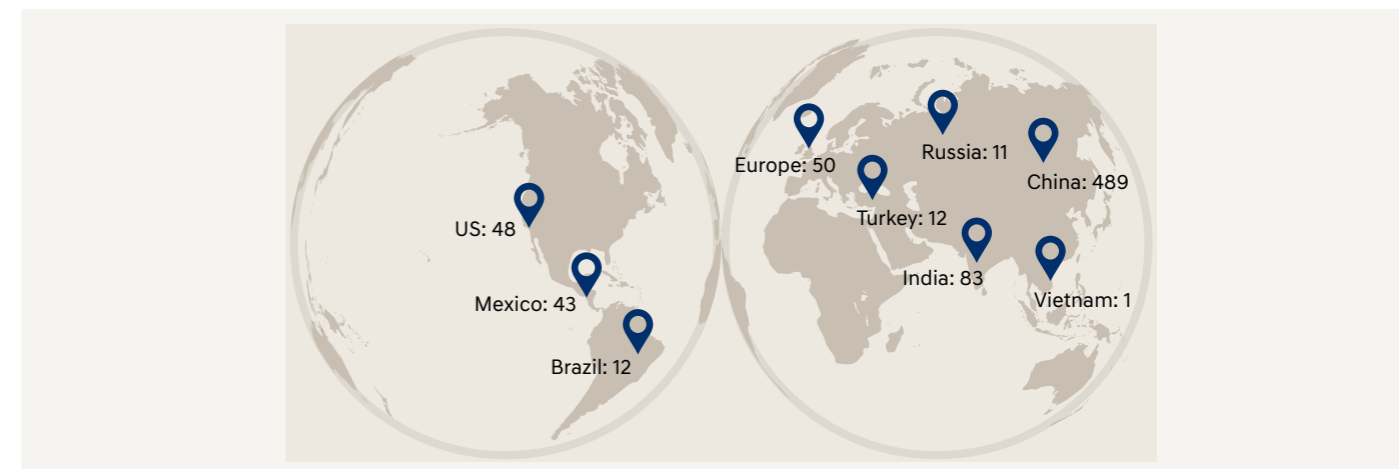 US: 48
Mexico: 43
Brazil: 12
Europe: 50
Russia: 11
China: 489
Turkey: 12
India: 83
Vietnam: 1